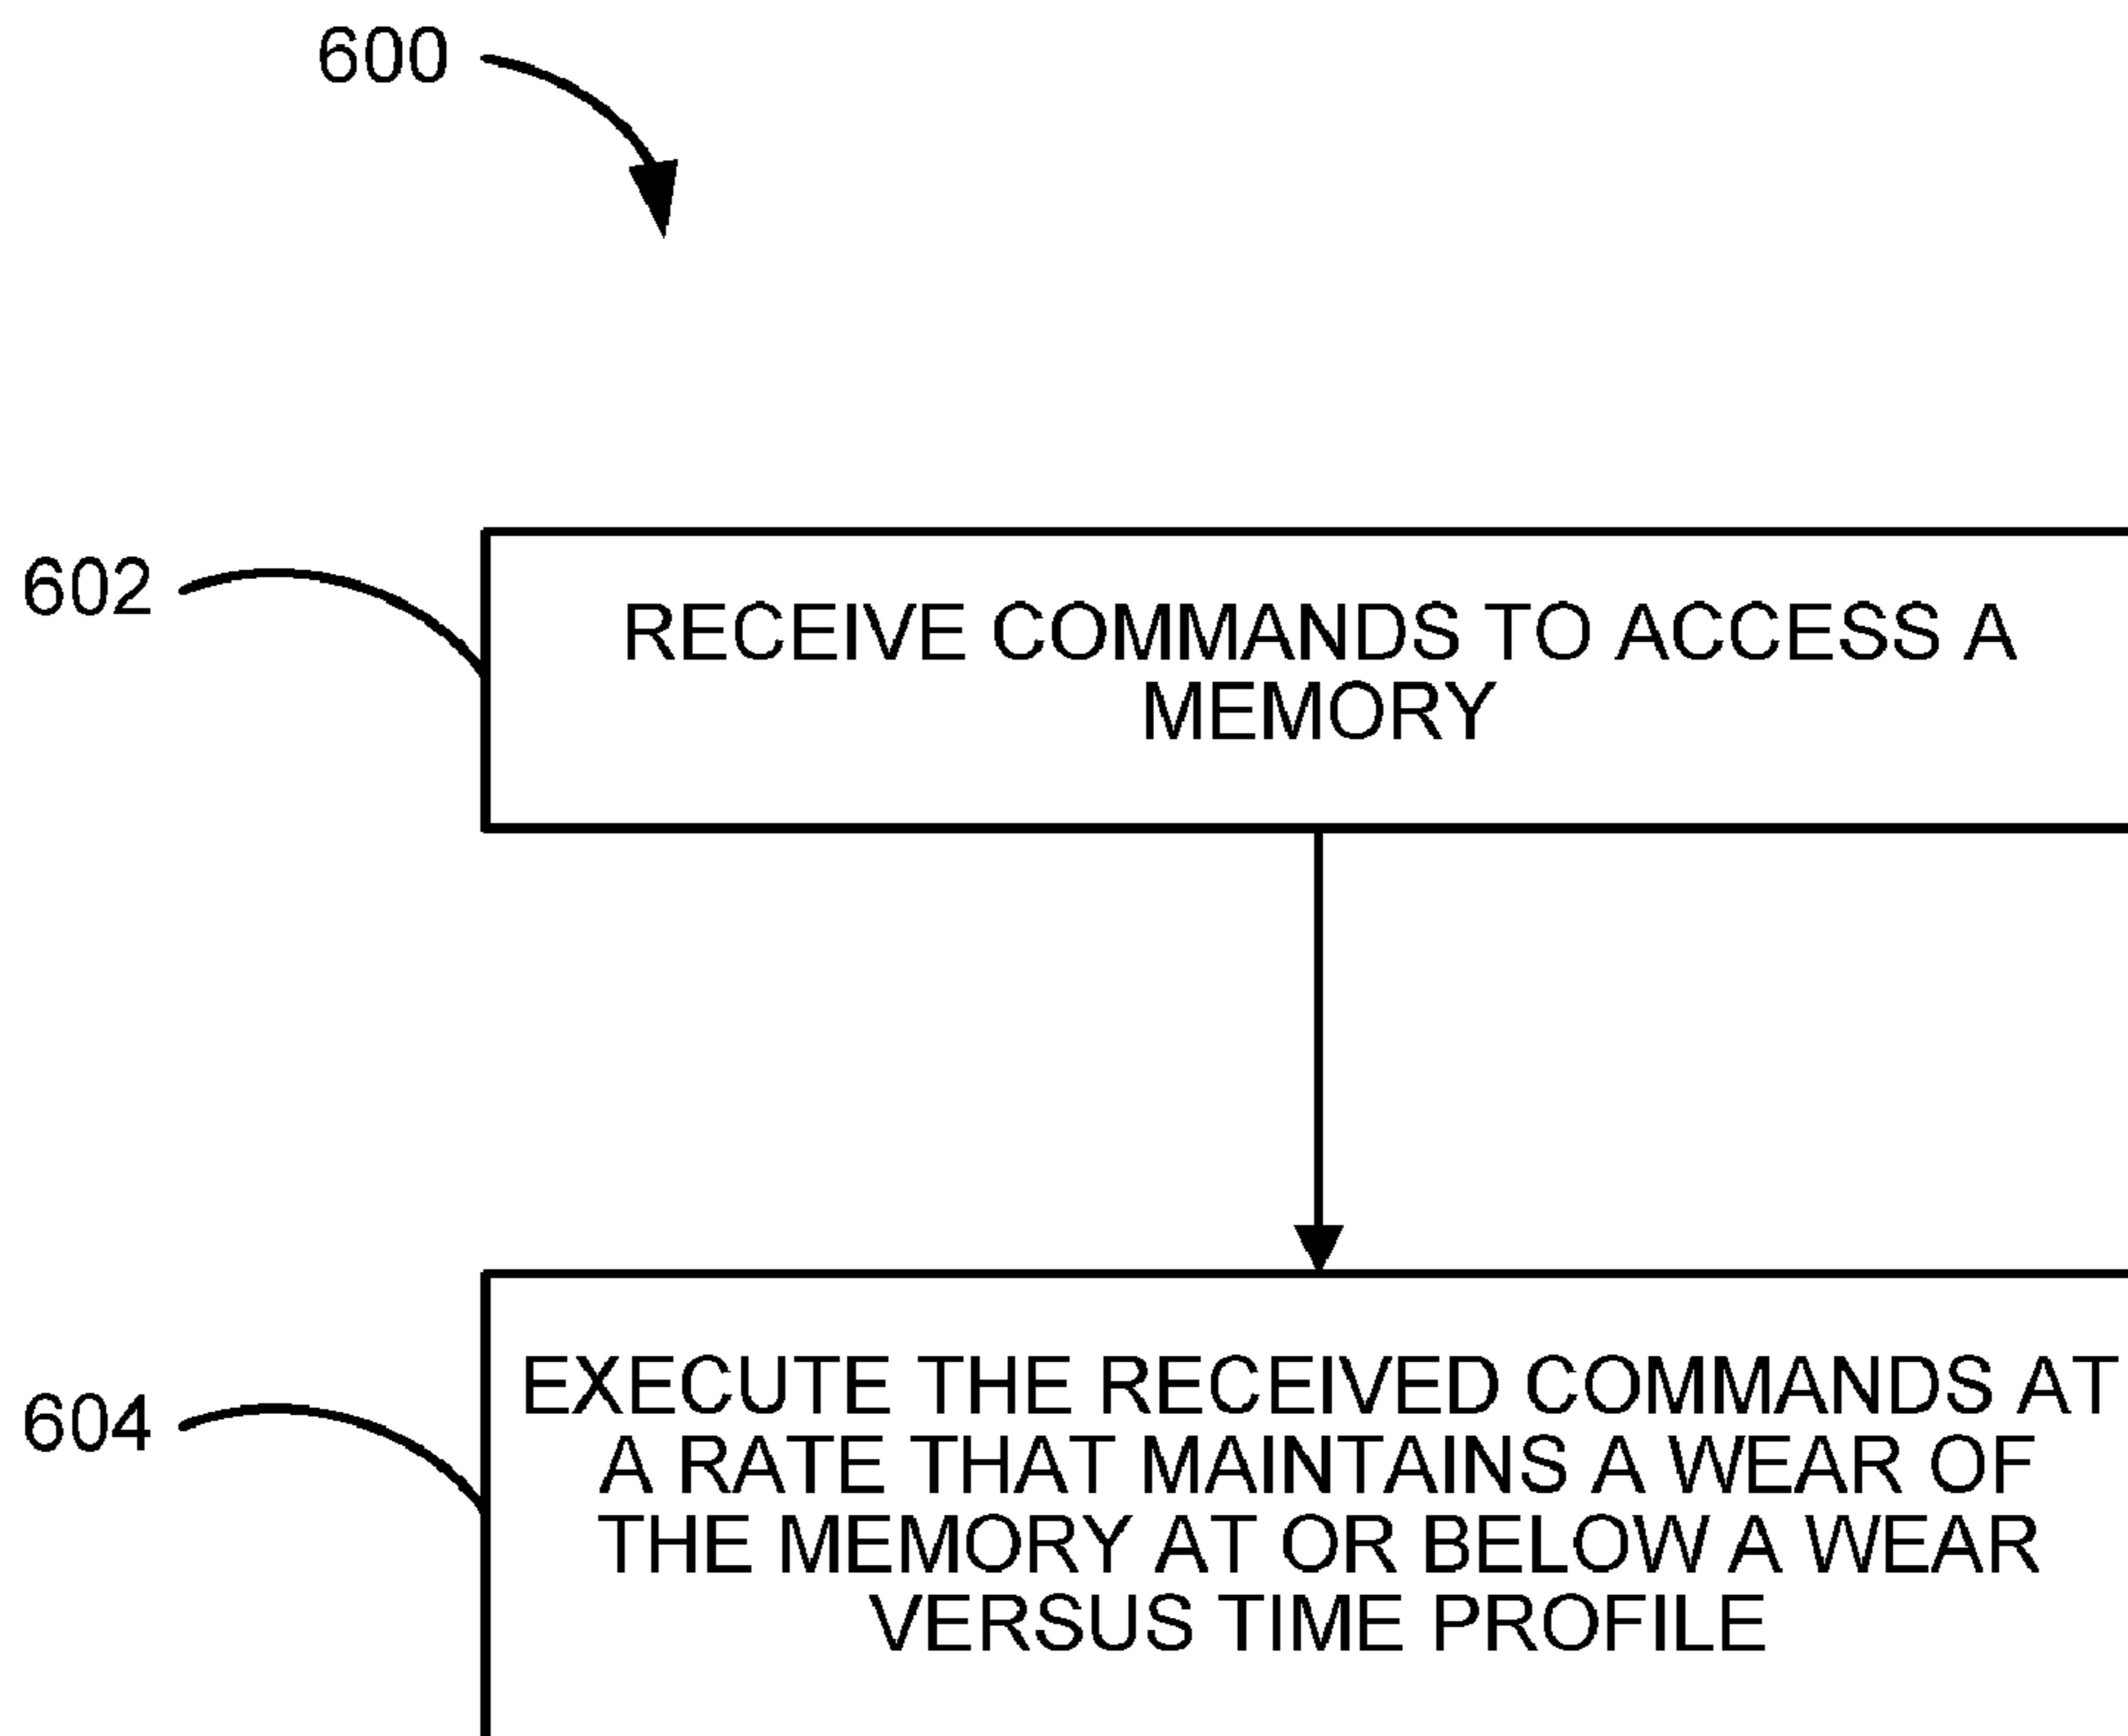 600
602
RECEIVE COMMANDS TO ACCESS A
MEMORY
604
EXECUTE THE RECEIVED COMMANDS AT
A RATE THAT MAINTAINS A WEAR OF
THE MEMORY AT OR BELOW A WEAR
VERSUS TIME PROFILE